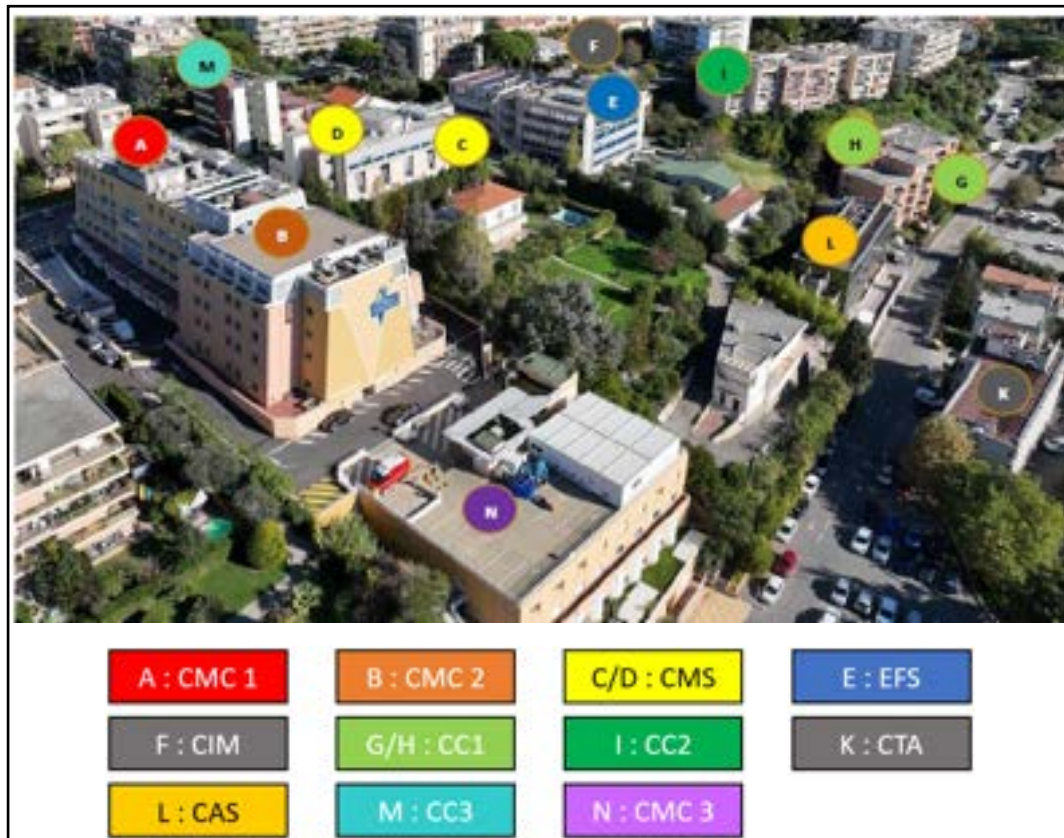 F
M
I
E
D
C
A
H
G
B
L
K
N
A : CMC 1
B : CMC 2
C/D : CMS
E : EFS
F : CIM
G/H : CC1
I : CC2
K : CTA
L : CAS
M : CC3
N : CMC 3